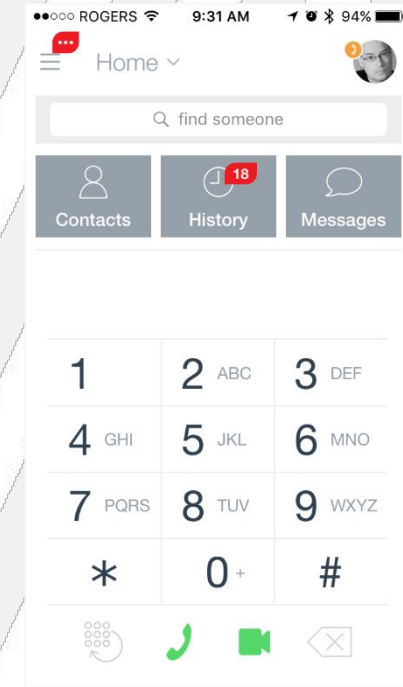 ROGERS 9:31 AM 94%
Home
find someone
18
Contacts History Messages
1 2 ABC 3 DEF
4 GHI 5 JKL 6 MNO
7 PQRS 8 TUV 9 WXYZ
* 0 + #